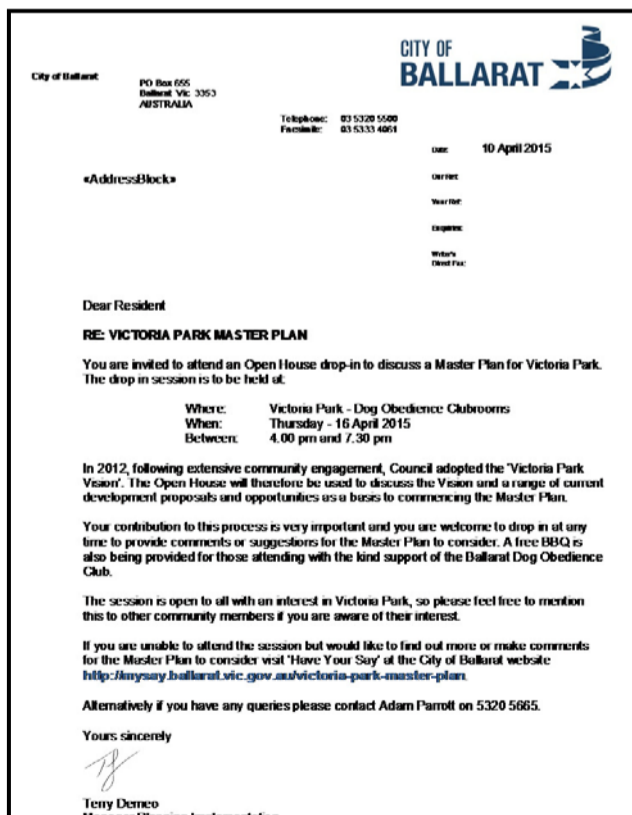 CITY OF
BALLARAT
City of Ballarat
PO Box 655
Ballarat Vic 3353
AUSTRALIA
Telephone: 03 5320 5500
Facsimile: 03 5333 4061
Date: 10 April 2015
«AddressBlock»
Our Ref:
Your Ref:
Enquiries:
Writer's
Direct Fax:
Dear Resident
RE: VICTORIA PARK MASTER PLAN
You are invited to attend an Open House drop-in to discuss a Master Plan for Victoria Park.
The drop in session is to be held at:
Where: Victoria Park - Dog Obedience Clubrooms
When: Thursday - 16 April 2015
Between: 4.00 pm and 7.30 pm
In 2012, following extensive community engagement, Council adopted the 'Victoria Park
Vision'. The Open House will therefore be used to discuss the Vision and a range of current
development proposals and opportunities as a basis to commencing the Master Plan.
Your contribution to this process is very important and you are welcome to drop in at any
time to provide comments or suggestions for the Master Plan to consider. A free BBQ is
also being provided for those attending with the kind support of the Ballarat Dog Obedience
Club.
The session is open to all with an interest in Victoria Park, so please feel free to mention
this to other community members if you are aware of their interest.
If you are unable to attend the session but would like to find out more or make comments
for the Master Plan to consider visit 'Have Your Say' at the City of Ballarat website
http://mysay.ballarat.vic.gov.au/victoria-park-master-plan.
Alternatively if you have any queries please contact Adam Parrott on 5320 5665.
Yours sincerely
Terry Demeo